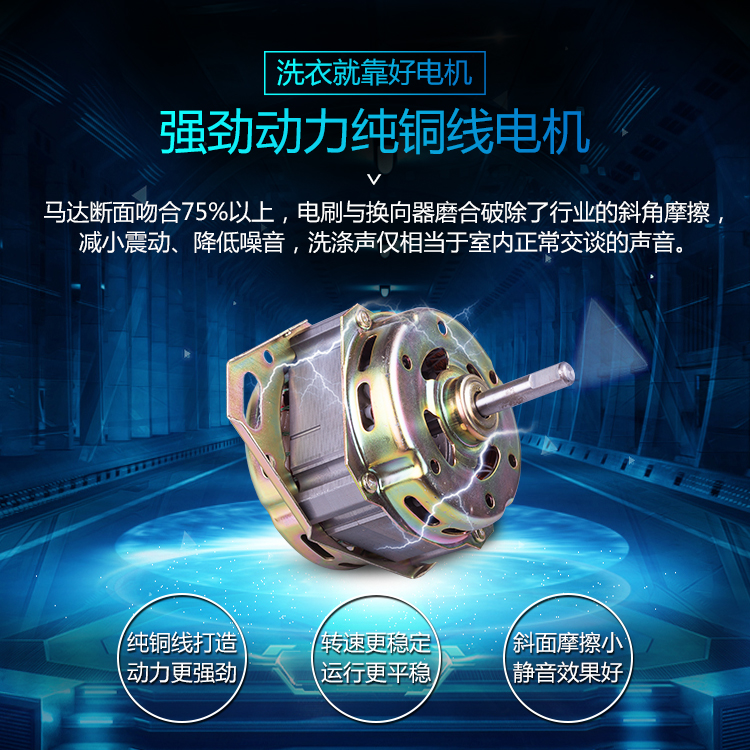 洗衣就靠好电机
强劲动力纯铜线电机
马达断面吻合75%以上，电刷与换向器磨合破除了行业的斜角摩擦，
减小震动、降低噪音，洗涤声仅相当于室内正常交谈的声音。
纯铜线打造
动力更强劲
转速更稳定
运行更平稳
斜面摩擦小
静音效果好